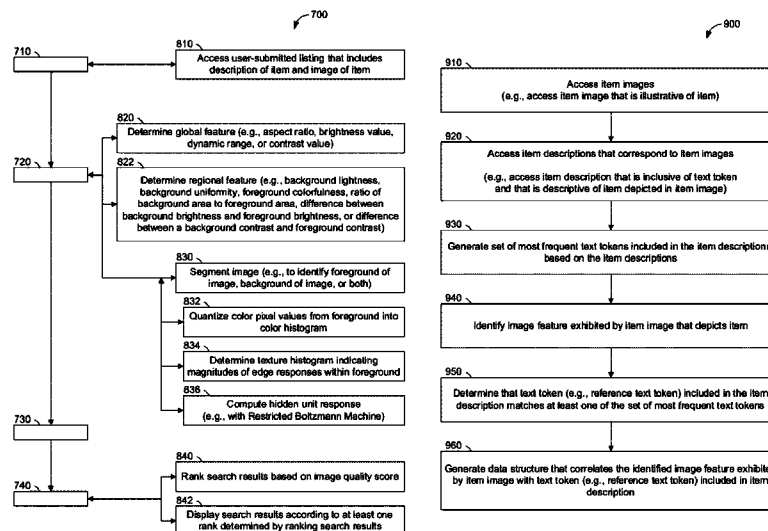 700
710
810
Access user-submitted listing that includes
description of item and image of item
820
Determine global feature (e.g., aspect ratio, brightness value,
dynamic range, or contrast value)
720
822
Determine regional feature (e.g., background lightness,
background uniformity, foreground colorfulness, ratio of
background area to foreground area, difference between
background brightness and foreground brightness, or difference
between a background contrast and foreground contrast)
830
Segment image (e.g., to identify foreground of
image, background of image, or both)
832
Quantize color pixel values from foreground into
color histogram
834
Determine texture histogram indicating
magnitudes of edge responses within foreground
836
Compute hidden unit response
(e.g., with Restricted Boltzmann Machine)
730
840
Rank search results based on image quality score
740
842
Display search results according to at least one
rank determined by ranking search results
900
910
Access item images
(e.g., access item image that is illustrative of item)
920
Access item descriptions that correspond to item images
(e.g., access item description that is inclusive of text token
and that is descriptive of item depicted in item image)
930
Generate set of most frequent text tokens included in the item descriptions
based on the item descriptions
940
Identify image feature exhibited by item image that depicts item
950
Determine that text token (e.g., reference text token) included in the item
description matches at least one of the set of most frequent text tokens
960
Generate data structure that correlates the identified image feature exhibite
by item image with text token (e.g., reference text token) included in item
description